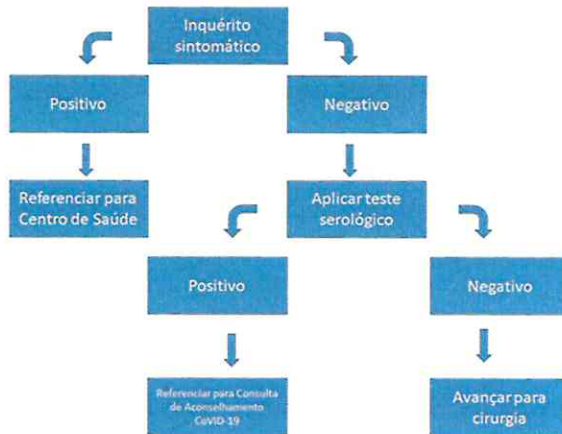 Inquérito
sintomático
Positivo
Negativo
Referenciar para
Centro de Saúde
Aplicar teste
serológico
Positivo
Negativo
Referenciar para Consulta
de Aconselhamento
CoVID-19
Avançar para
cirurgia